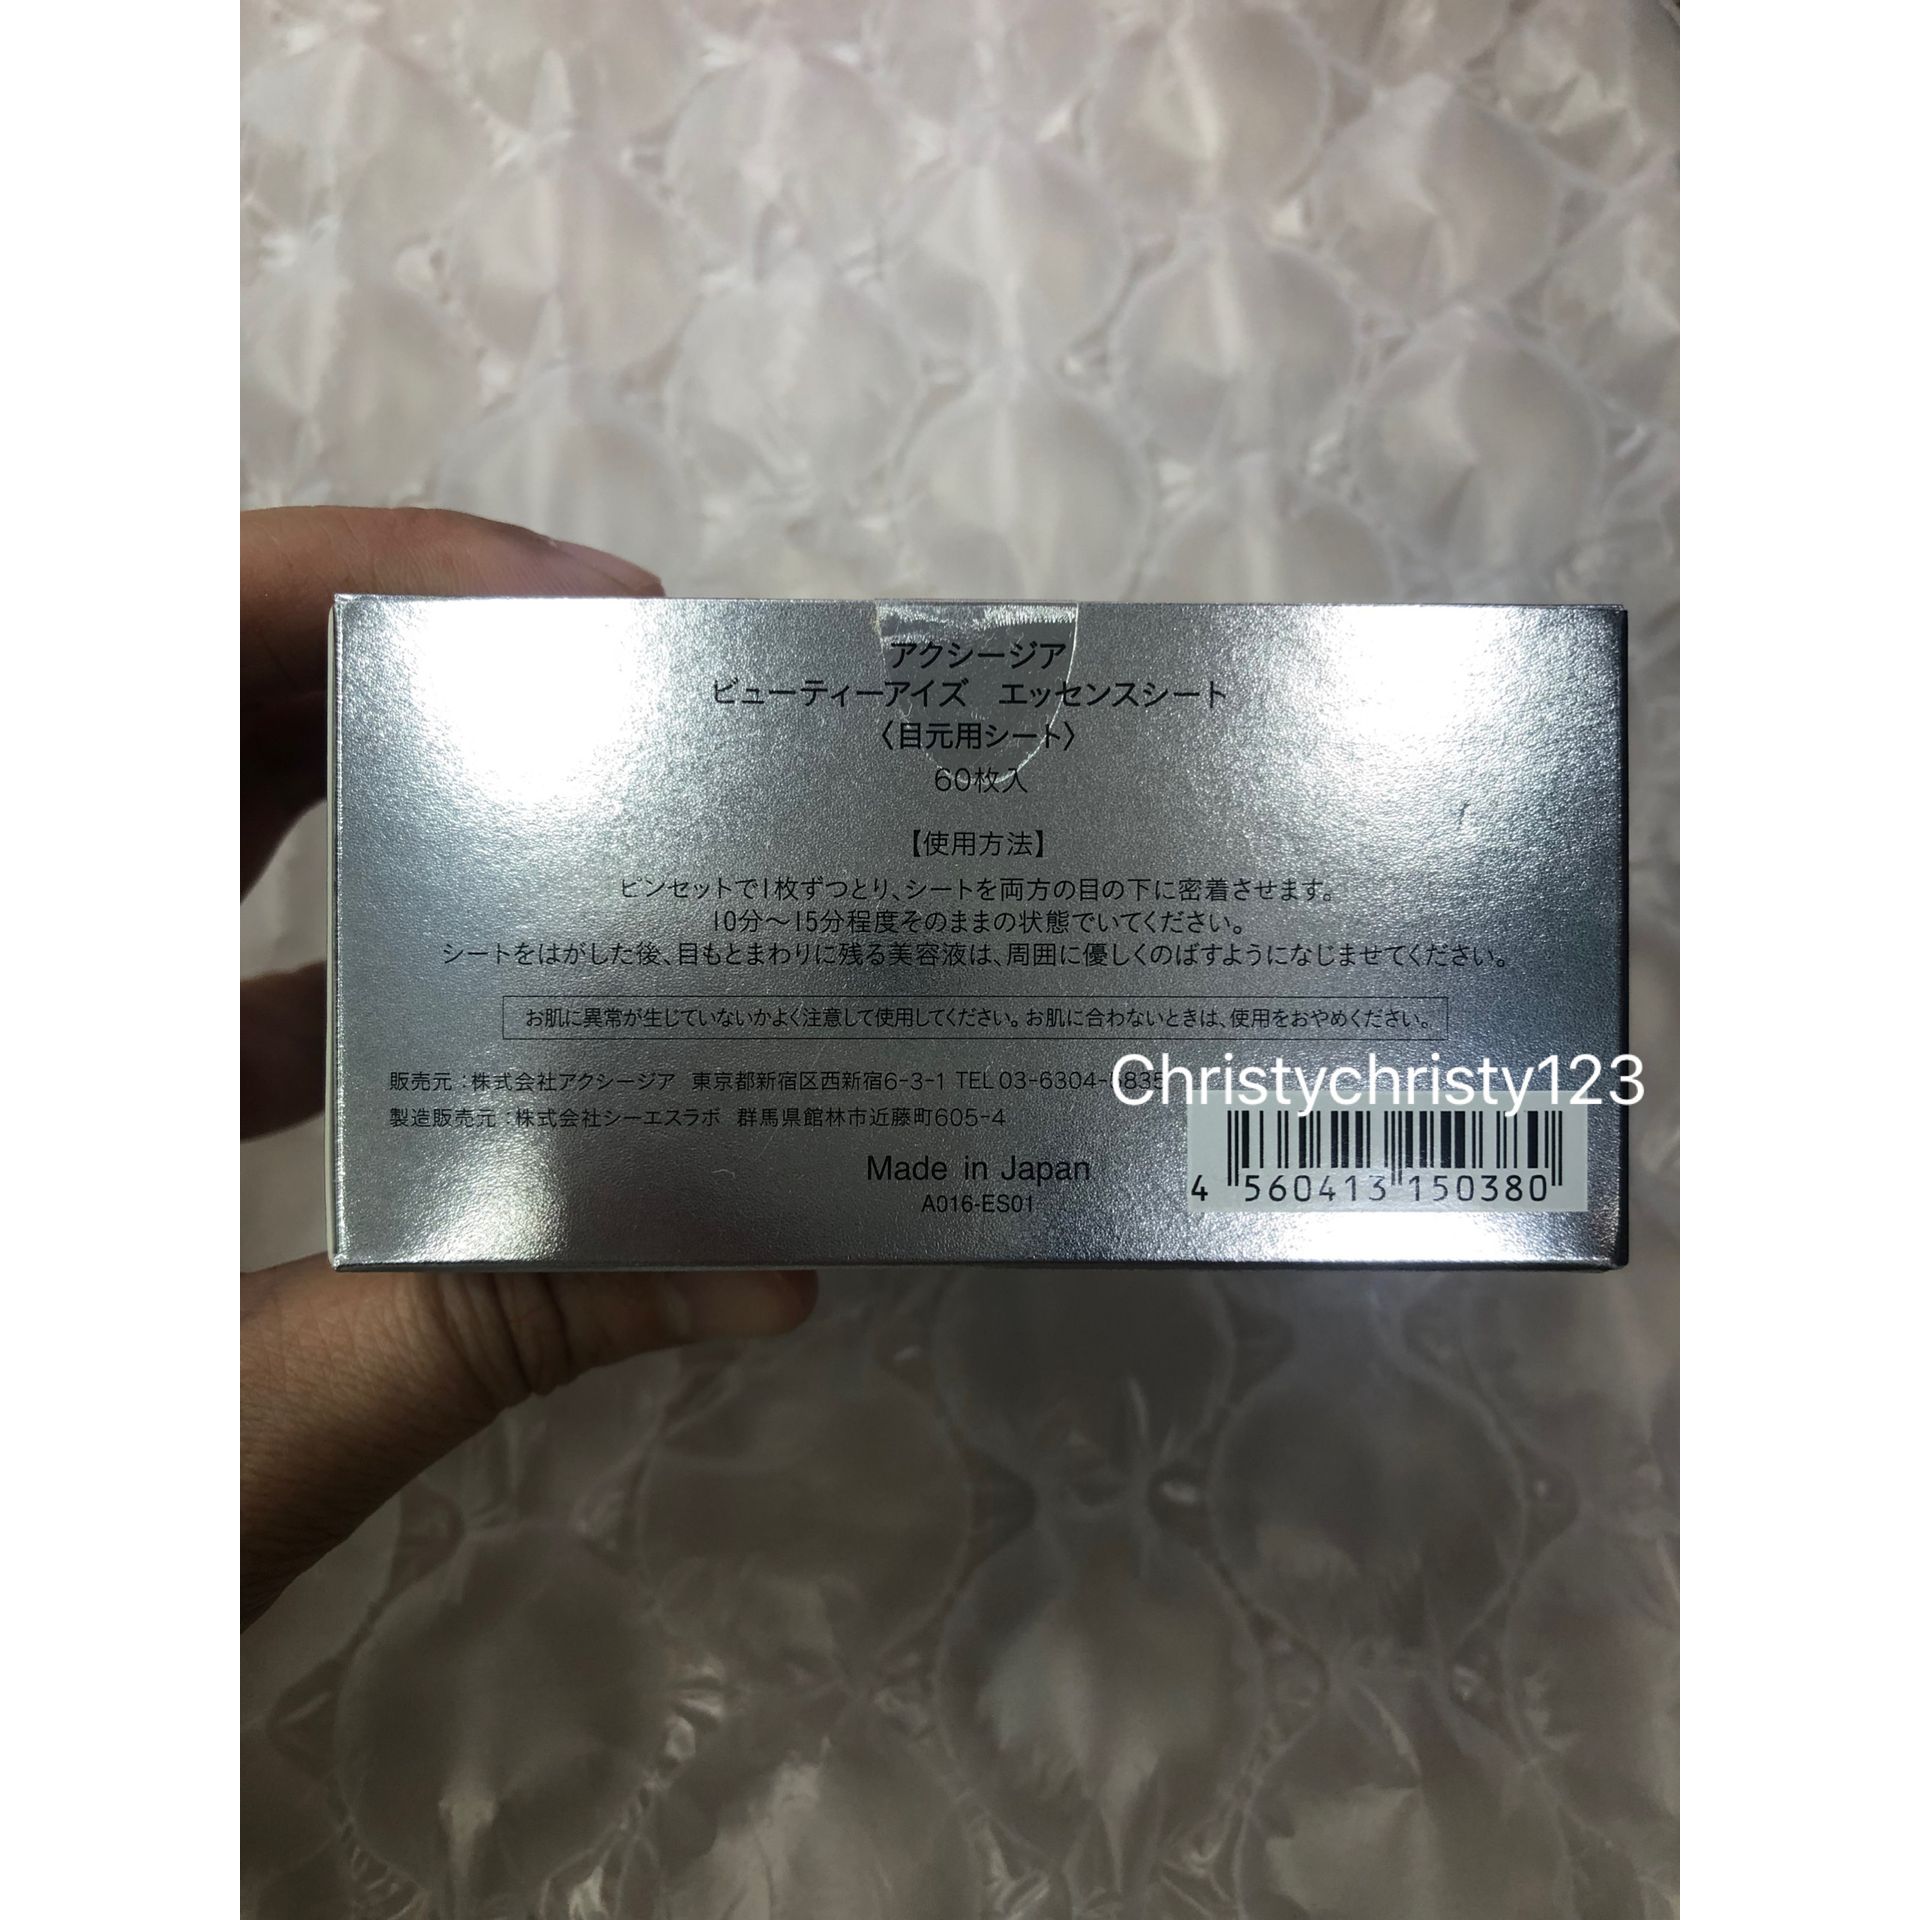 アクシージア
ビューティーアイズ　エッセンスシート
〈目元用シート〉
60枚入
【使用方法】
ピンセットで1枚ずつとり、シートを両方の目の下に密着させます。
10分〜15分程度そのままの状態でいてください。
シートをはがした後、目もとまわりに残る美容液は、周囲に優しくのばすようになじませてください。
お肌に異常が生じていないかよく注意して使用してください。お肌に合わないときは、使用をおやめください。
販売元：株式会社アクシージア 東京都新宿区西新宿6-3-1 TEL 03-6304-5835
Christychristy123
製造販売元：株式会社シーエスラボ 群馬県館林市近藤町605-4
Made in Japan
A016-ES01
4 560413 150380